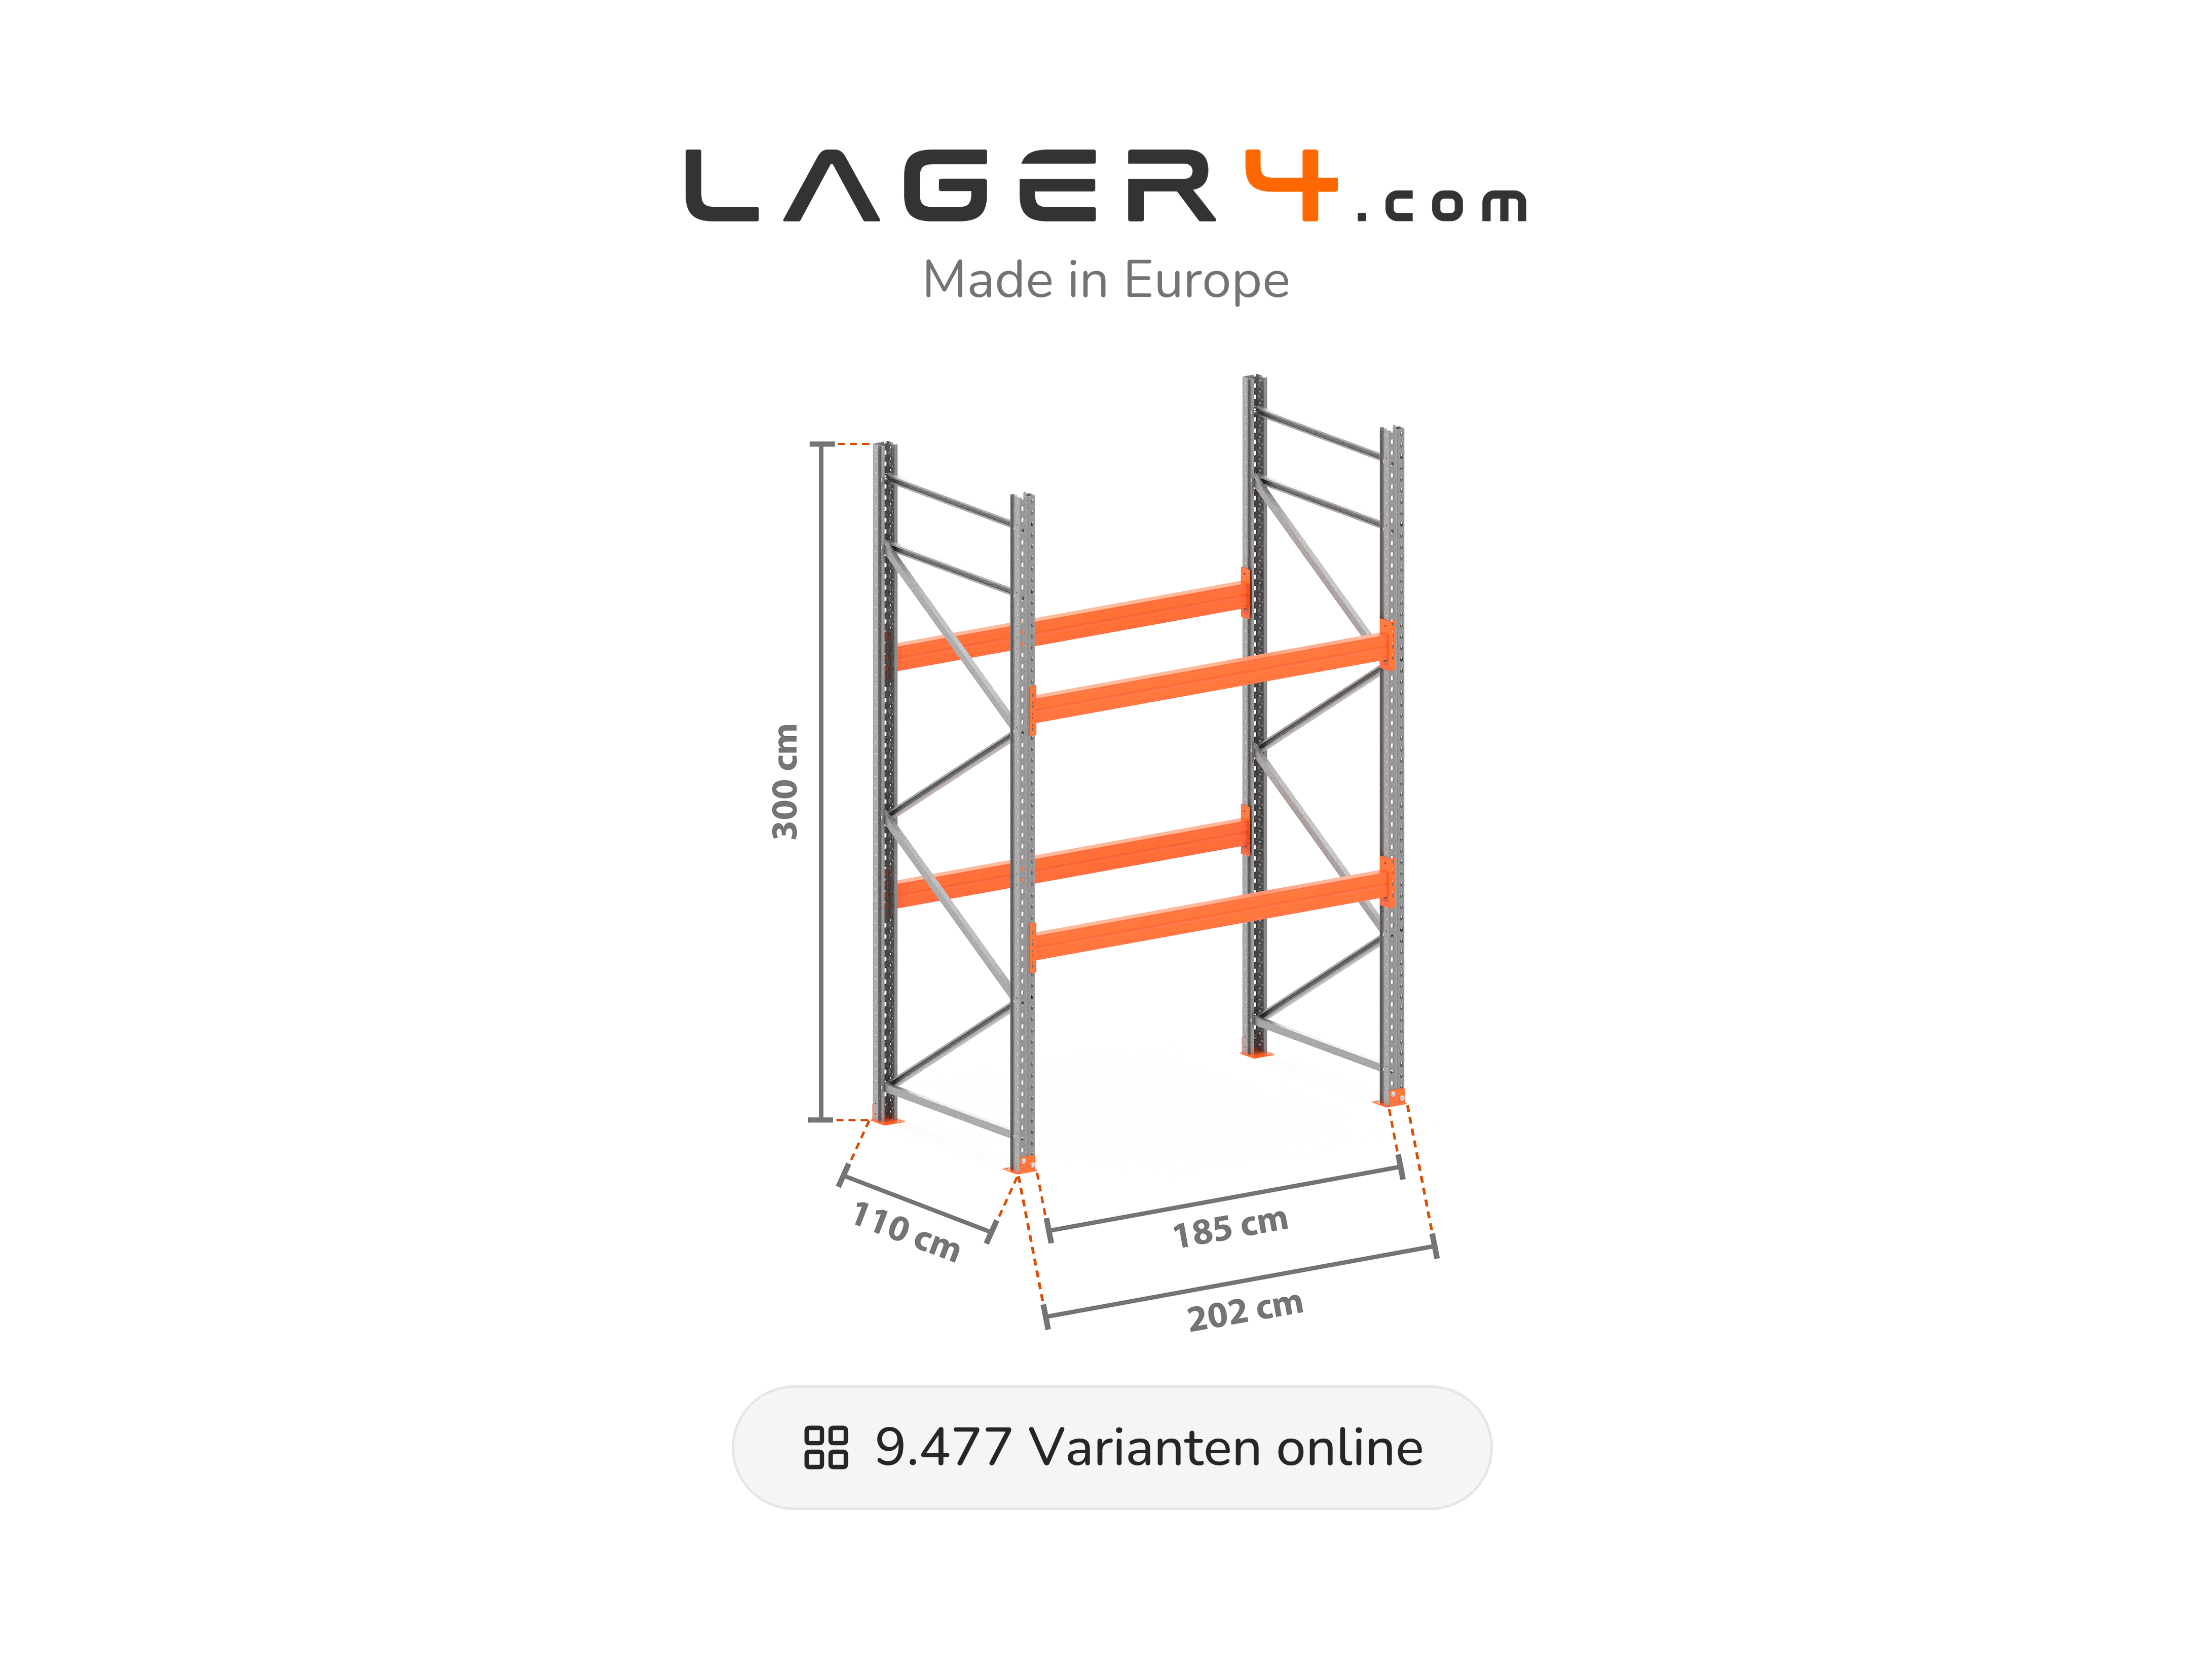 LAGER4.com
Made in Europe
300 cm
110 cm
185 cm
202 cm
9.477 Varianten online